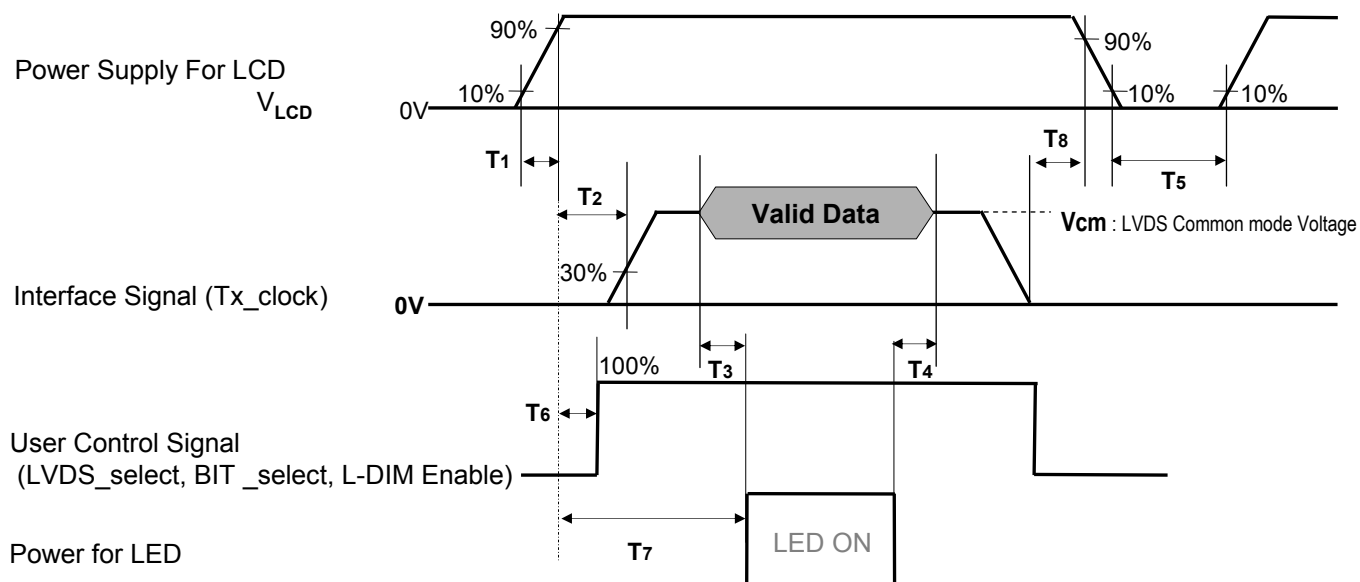 90%
90%
Power Supply For LCD
VLCD
10%
10%
10%
0V
T1
T8
T5
T2
Valid Data
Vcm : LVDS Common mode Voltage
30%
Interface Signal (Tx_clock)
0V
T3
T4
100%
T6
User Control Signal
(LVDS_select, BIT _select, L-DIM Enable)
T7
LED ON
Power for LED